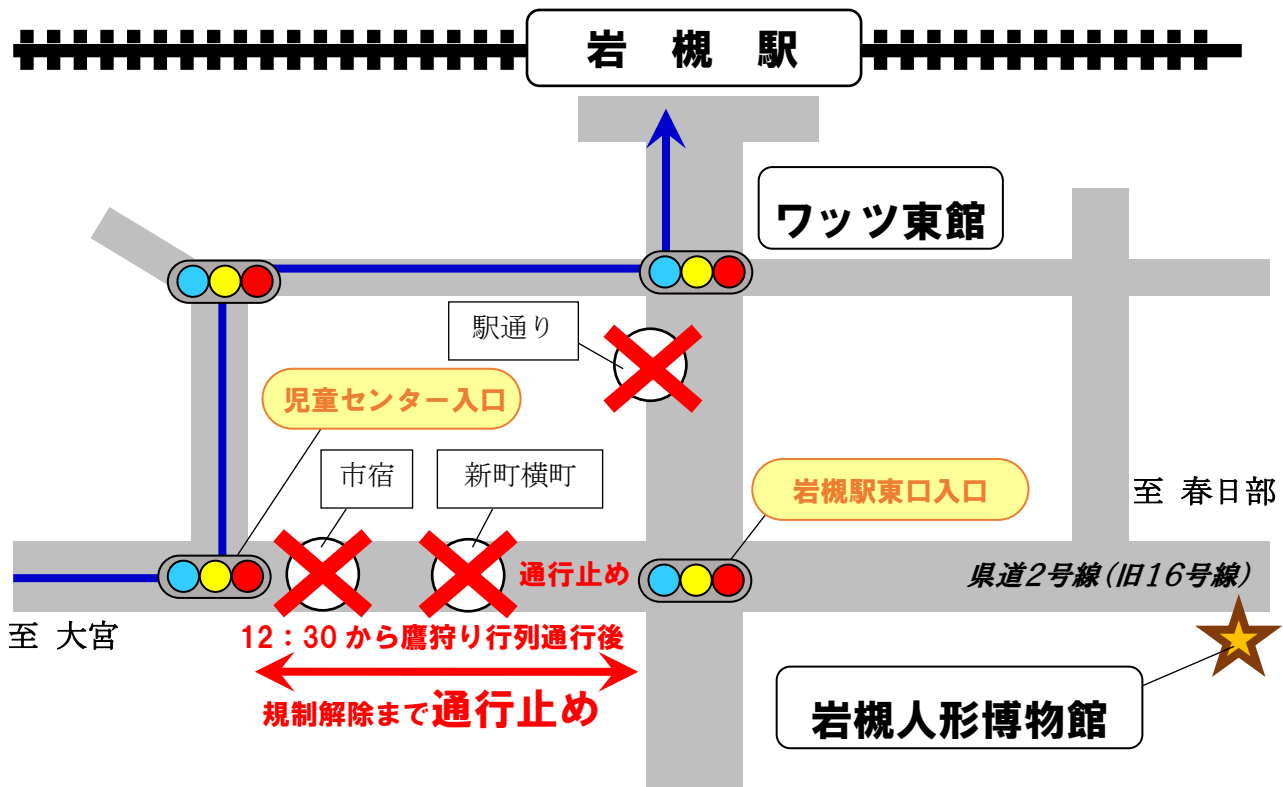 岩 槻 駅
ワッツ東館
駅通り
児童センター入口
市宿
新町横町
岩槻駅東口入口
至 春日部
通行止め
県道2号線(旧16号線)
至 大宮
12：30から鷹狩り行列通行後
規制解除まで通行止め
岩槻人形博物館